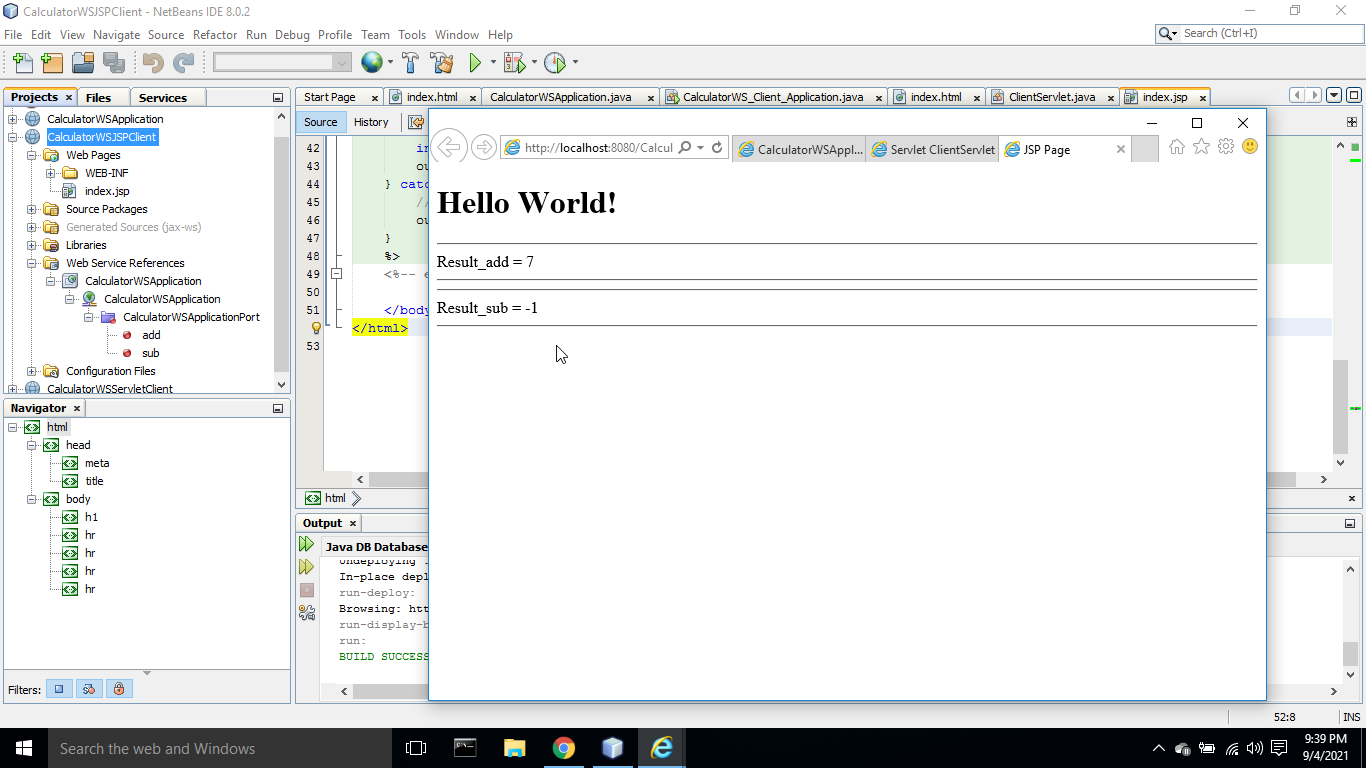 CalculatorWSJSPClient - NetBeans IDE 8.0.2
File Edit View Navigate Source Refactor Run Debug Profile Team Tools Window Help
Search (Ctrl+I)
Projects
Files
Services
CalculatorWSApplication
CalculatorWSJSPClient
Web Pages
WEB-INF
index.jsp
Source Packages
Generated Sources (jax-ws)
Libraries
Web Service References
CalculatorWSApplication
CalculatorWSApplication
CalculatorWSApplicationPort
add
sub
Configuration Files
CalculatorWSServletClient
Navigator
html
head
meta
title
body
h1
hr
hr
hr
hr
Filters:
Start Page
index.html
CalculatorWSApplication.java
CalculatorWS_Client_Application.java
index.html
ClientServlet.java
index.jsp
Source
History
42 in
43 ou
44 } catc
45 //
46 ou
47 }
48 %>
49 <%-- e
50
51 </body
52 </html>
53
html
Output
Java DB Database
Undeploying .
In-place depl
run-deploy:
Browsing: htt
run-display-b
run:
BUILD SUCCESS
http://localhost:8080/Calcul
CalculatorWSAppl...
Servlet ClientServlet
JSP Page
Hello World!
Result_add = 7
Result_sub = -1
52:8
INS
Search the web and Windows
9:39 PM
9/4/2021